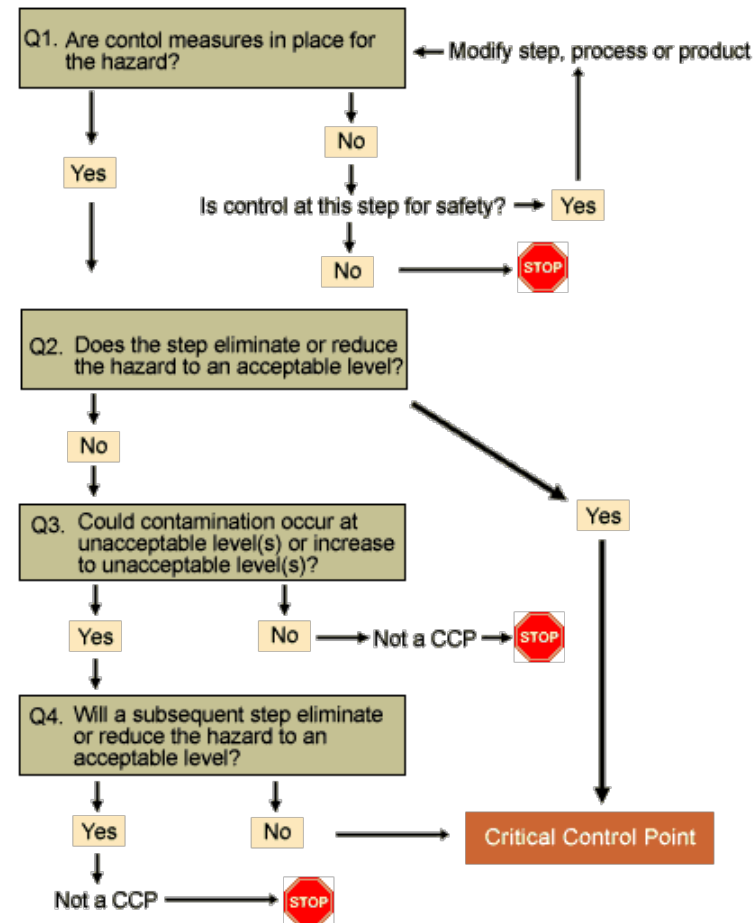 Q1. Are contol measures in place for
the hazard?
Modify step, process or product
No
Yes
Is control at this step for safety?
Yes
No
STOP
Q2. Does the step eliminate or reduce
the hazard to an acceptable level?
No
Yes
Q3. Could contamination occur at
unacceptable level(s) or increase
to unacceptable level(s)?
Yes
No
Not a CCP
STOP
Q4. Will a subsequent step eliminate
or reduce the hazard to an
acceptable level?
Yes
No
Critical Control Point
Not a CCP
STOP